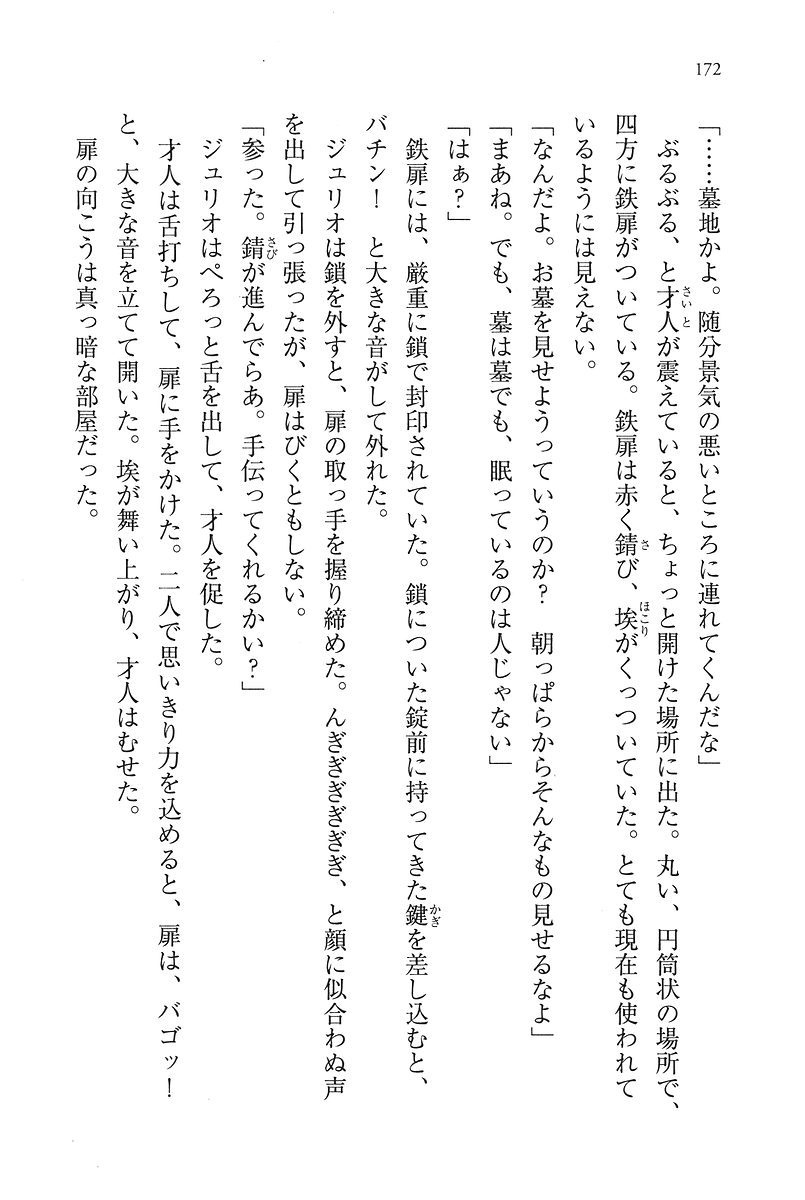 172
「……墓地かよ。随分景気の悪いところに連れてくんだな」
　ぶるぶる、と才人が震えていると、ちょっと開けた場所に出た。丸い、円筒状の場所で、
四方に鉄扉がついている。鉄扉は赤く錆び、埃がくっついていた。とても現在も使われて
いるようには見えない。
「なんだよ。お墓を見せようっていうのか？　朝っぱらからそんなもの見せるなよ」
「まあね。でも、墓は墓でも、眠っているのは人じゃない」
「はぁ？」
　鉄扉には、厳重に鎖で封印されていた。鎖についた錠前に持ってきた鍵を差し込むと、
バチン！　と大きな音がして外れた。
　ジュリオは鎖を外すと、扉の取っ手を握り締めた。んぎぎぎぎぎぎ、と顔に似合わぬ声
を出して引っ張ったが、扉はびくともしない。
「参った。錆が進んでらあ。手伝ってくれるかい？」
　ジュリオはぺろっと舌を出して、才人を促した。
　才人は舌打ちして、扉に手をかけた。二人で思いきり力を込めると、扉は、バゴッ！
と、大きな音を立てて開いた。埃が舞い上がり、才人はむせた。
　扉の向こうは真っ暗な部屋だった。